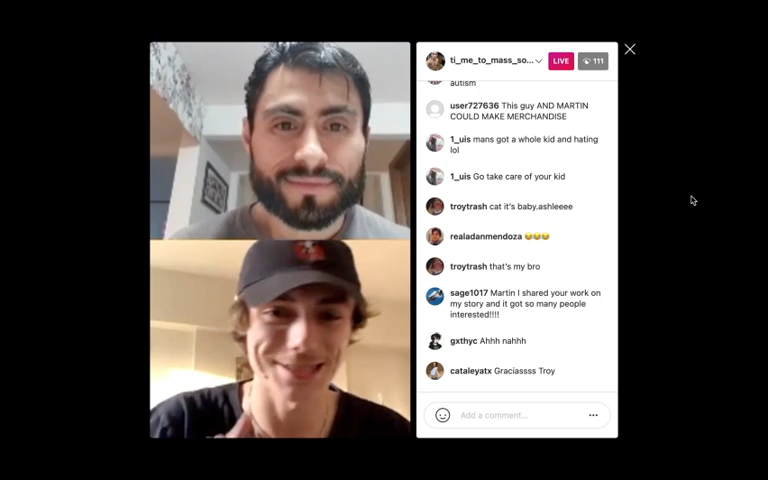 ti_me_to_mass_so...
LIVE
111
autism
user727636 This guy AND MARTIN
COULD MAKE MERCHANDISE
1_uis mans got a whole kid and hating
lol
1_uis Go take care of your kid
troytrash cat it's baby.ashleeee
realadanmendoza 😂😂😂
troytrash that's my bro
sage1017 Martin I shared your work on
my story and it got so many people
interested!!!!
gxthyc Ahhh nahhh
cataleyatx Graciassss Troy
Add a comment...